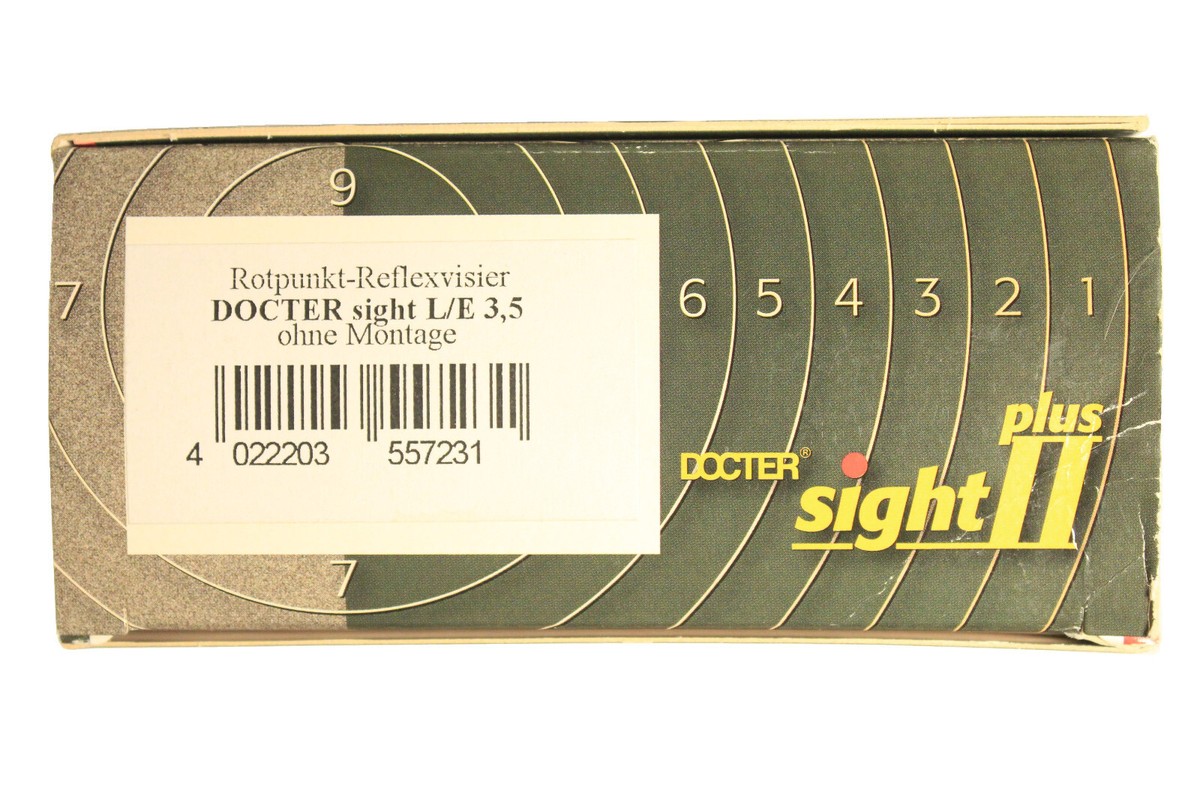 9
7
Rotpunkt-Reflexvisier
DOCTER sight L/E 3,5
ohne Montage
4 022203 557231
6 5 4 3 2 1
plus
DOCTER® sight II
7